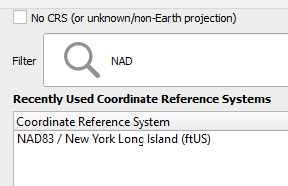 No CRS (or unknown/non-Earth projection)
Filter NAD
Recently Used Coordinate Reference Systems
Coordinate Reference System
NAD83 / New York Long Island (ftUS)